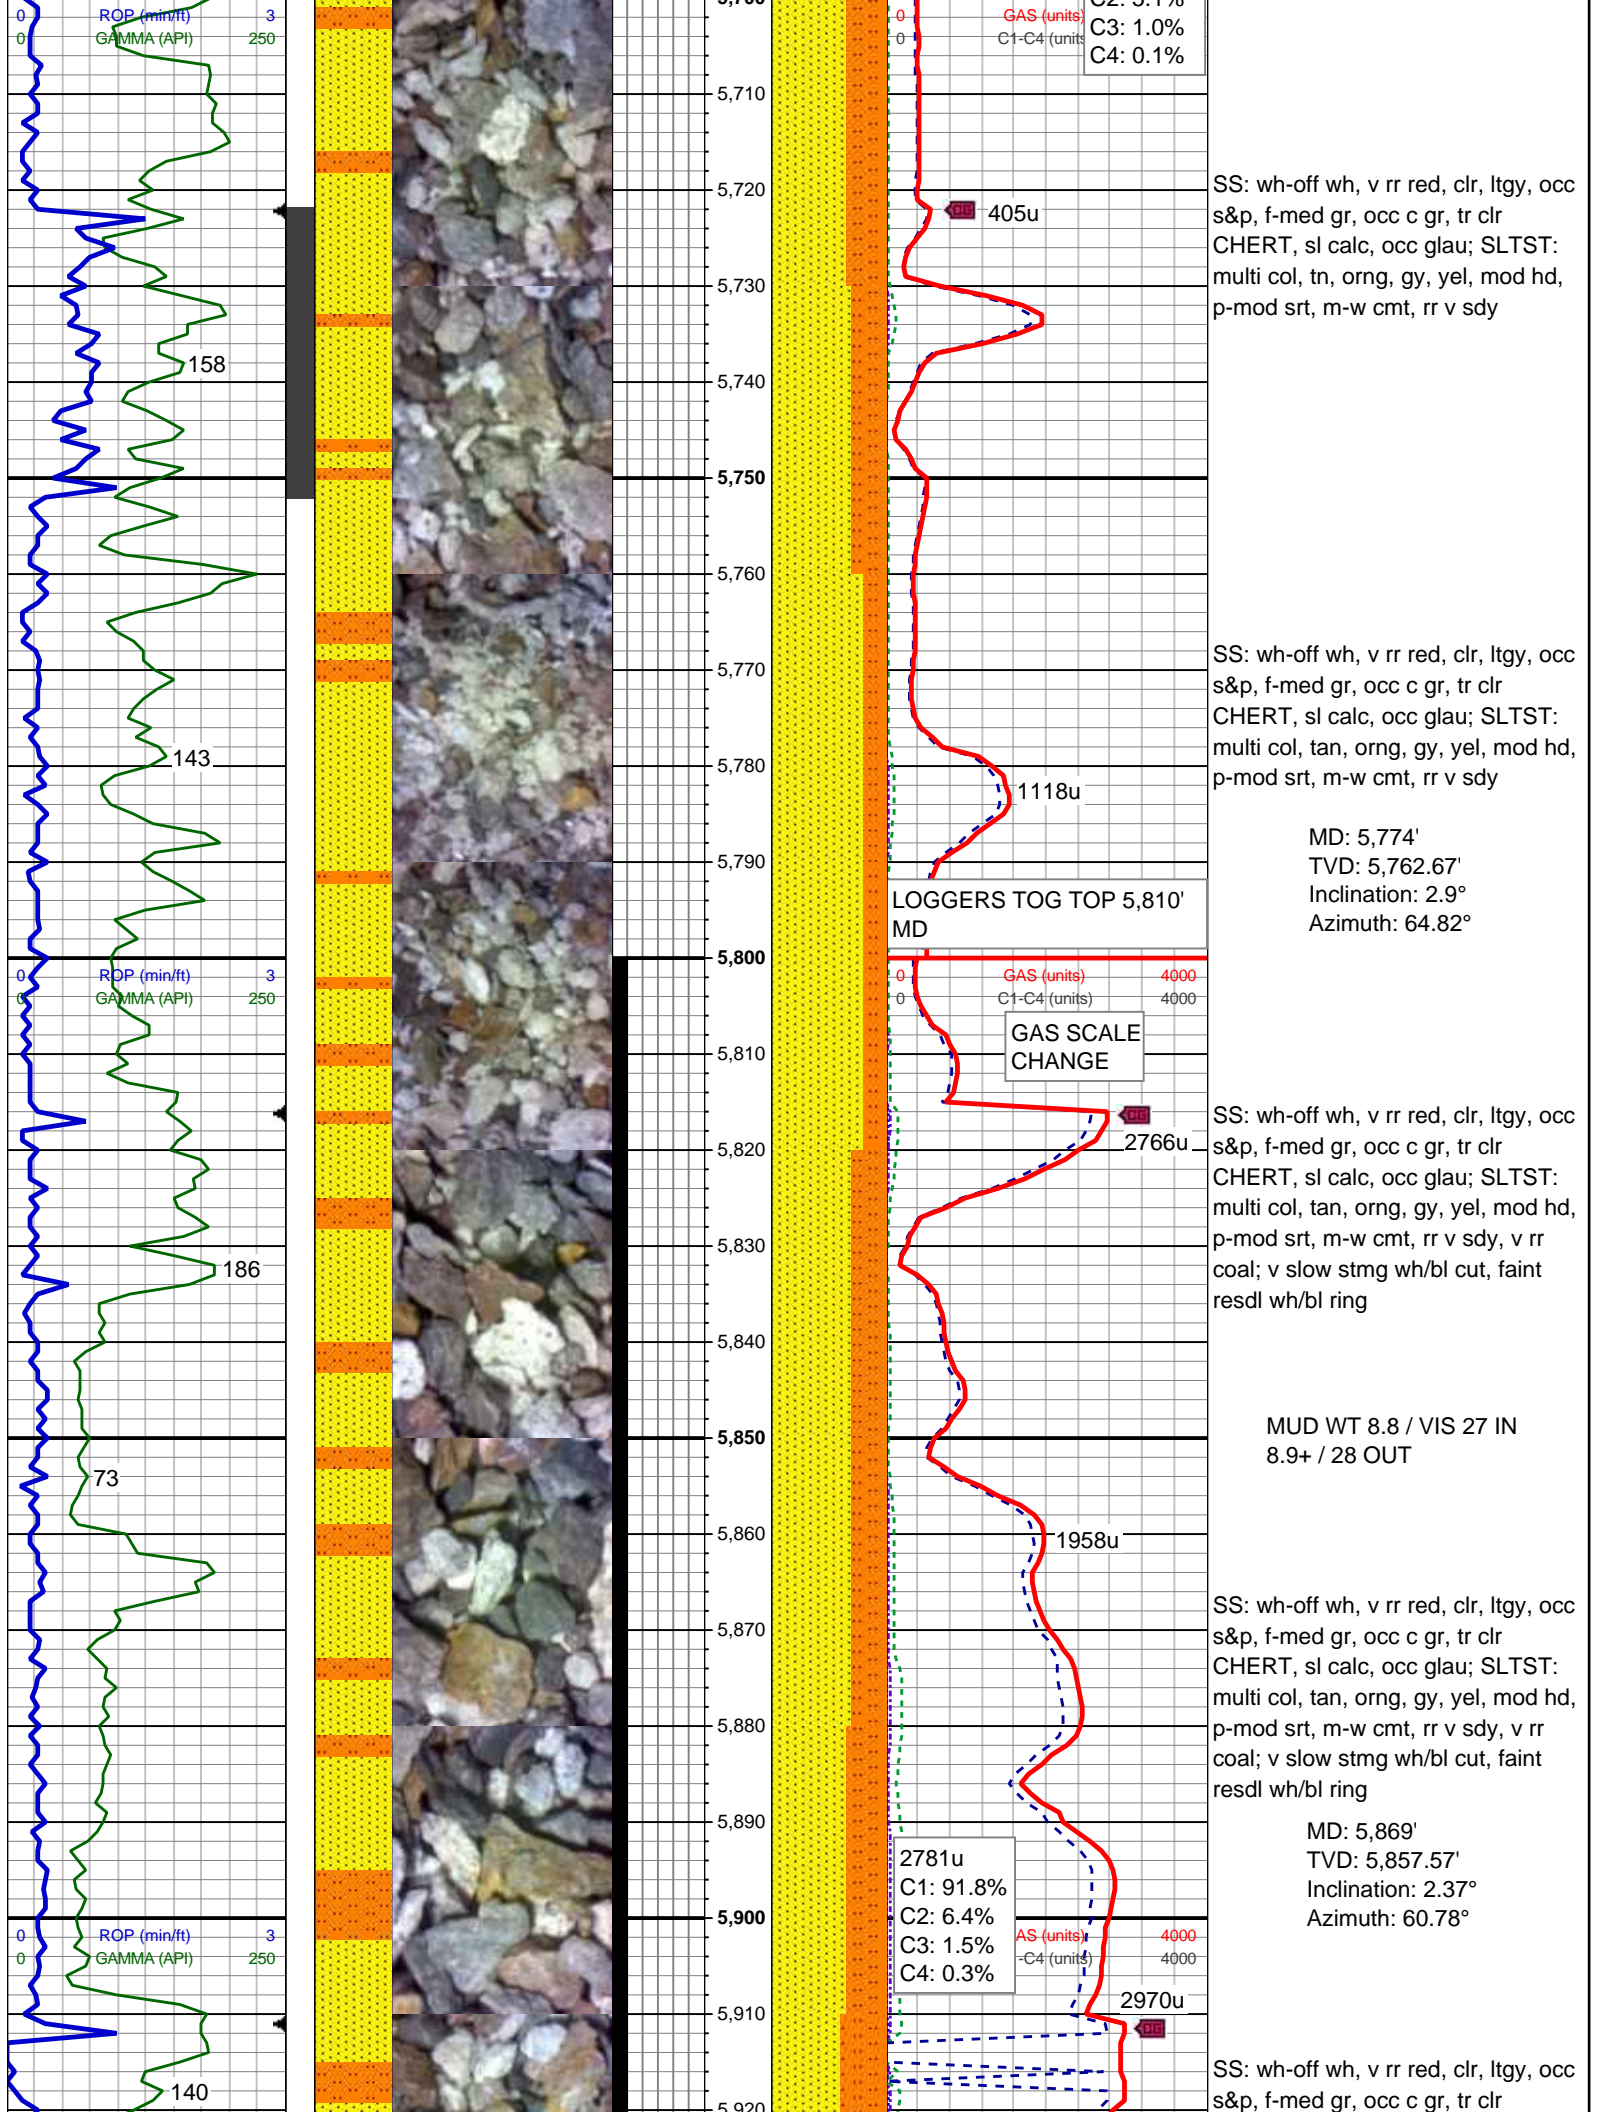 5,700
C2: 5.1%
0 ROP (min/ft) 3
0 GAMMA (API) 250
0 GAS (units)
0 C1-C4 (units
C3: 1.0%
C4: 0.1%
5,710
5,720
SS: wh-off wh, v rr red, clr, ltgy, occ
s&p, f-med gr, occ c gr, tr clr
CHERT, sl calc, occ glau; SLTST:
multi col, tn, orng, gy, yel, mod hd,
p-mod srt, m-w cmt, rr v sdy
CG 405u
5,730
158
5,740
5,750
5,760
5,770
SS: wh-off wh, v rr red, clr, ltgy, occ
s&p, f-med gr, occ c gr, tr clr
CHERT, sl calc, occ glau; SLTST:
multi col, tan, orng, gy, yel, mod hd,
p-mod srt, m-w cmt, rr v sdy
143
5,780
1118u
MD: 5,774'
TVD: 5,762.67'
Inclination: 2.9°
Azimuth: 64.82°
5,790
LOGGERS TOG TOP 5,810'
MD
5,800
0 ROP (min/ft) 3
0 GAMMA (API) 250
0 GAS (units) 4000
0 C1-C4 (units) 4000
GAS SCALE
CHANGE
5,810
CG
2766u
5,820
SS: wh-off wh, v rr red, clr, ltgy, occ
s&p, f-med gr, occ c gr, tr clr
CHERT, sl calc, occ glau; SLTST:
multi col, tan, orng, gy, yel, mod hd,
p-mod srt, m-w cmt, rr v sdy, v rr
coal; v slow stmg wh/bl cut, faint
resdl wh/bl ring
5,830
186
5,840
5,850
MUD WT 8.8 / VIS 27 IN
8.9+ / 28 OUT
73
5,860
1958u
5,870
SS: wh-off wh, v rr red, clr, ltgy, occ
s&p, f-med gr, occ c gr, tr clr
CHERT, sl calc, occ glau; SLTST:
multi col, tan, orng, gy, yel, mod hd,
p-mod srt, m-w cmt, rr v sdy, v rr
coal; v slow stmg wh/bl cut, faint
resdl wh/bl ring
5,880
5,890
MD: 5,869'
TVD: 5,857.57'
Inclination: 2.37°
Azimuth: 60.78°
2781u
C1: 91.8%
C2: 6.4%
C3: 1.5%
C4: 0.3%
5,900
0 ROP (min/ft) 3
0 GAMMA (API) 250
AS (units) 4000
-C4 (units) 4000
5,910
2970u
CG
140
SS: wh-off wh, v rr red, clr, ltgy, occ
s&p, f-med gr, occ c gr, tr clr
5,920